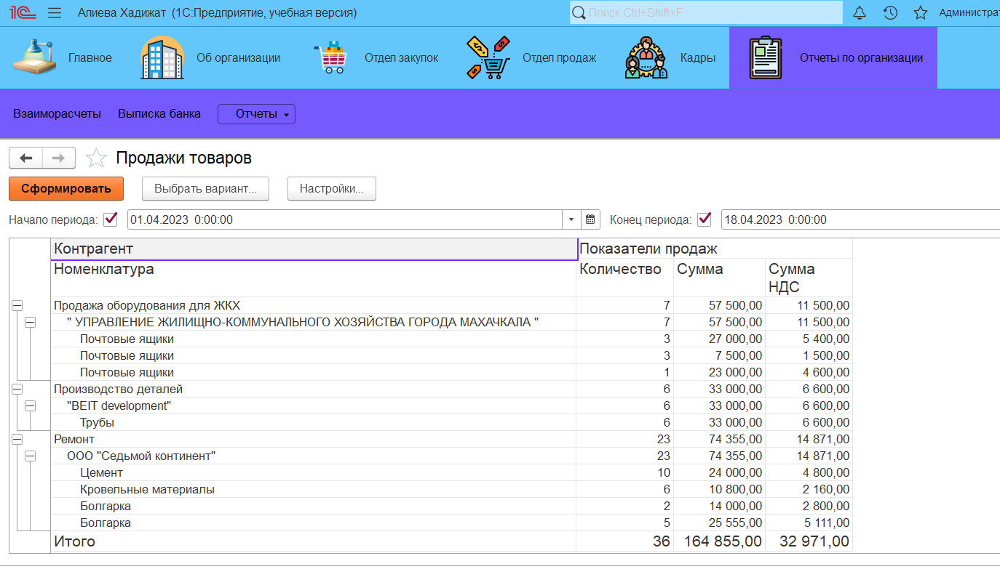 1С Алиева Хадижат (1С:Предприятие, учебная версия) Поиск Ctrl+Shift+F Администрат
Главное Об организации Отдел закупок Отдел продаж Кадры Отчеты по организации
Взаиморасчеты Выписка банка Отчеты
Продажи товаров
Сформировать Выбрать вариант... Настройки...
Начало периода: 01.04.2023 0:00:00 Конец периода: 18.04.2023 0:00:00
Контрагент Показатели продаж
Номенклатура Количество Сумма Сумма
НДС
Продажа оборудования для ЖКХ 7 57 500,00 11 500,00
" УПРАВЛЕНИЕ ЖИЛИЩНО-КОММУНАЛЬНОГО ХОЗЯЙСТВА ГОРОДА МАХАЧКАЛА " 7 57 500,00 11 500,00
Почтовые ящики 3 27 000,00 5 400,00
Почтовые ящики 3 7 500,00 1 500,00
Почтовые ящики 1 23 000,00 4 600,00
Производство деталей 6 33 000,00 6 600,00
"BEIT development" 6 33 000,00 6 600,00
Трубы 6 33 000,00 6 600,00
Ремонт 23 74 355,00 14 871,00
ООО "Седьмой континент" 23 74 355,00 14 871,00
Цемент 10 24 000,00 4 800,00
Кровельные материалы 6 10 800,00 2 160,00
Болгарка 2 14 000,00 2 800,00
Болгарка 5 25 555,00 5 111,00
Итого 36 164 855,00 32 971,00